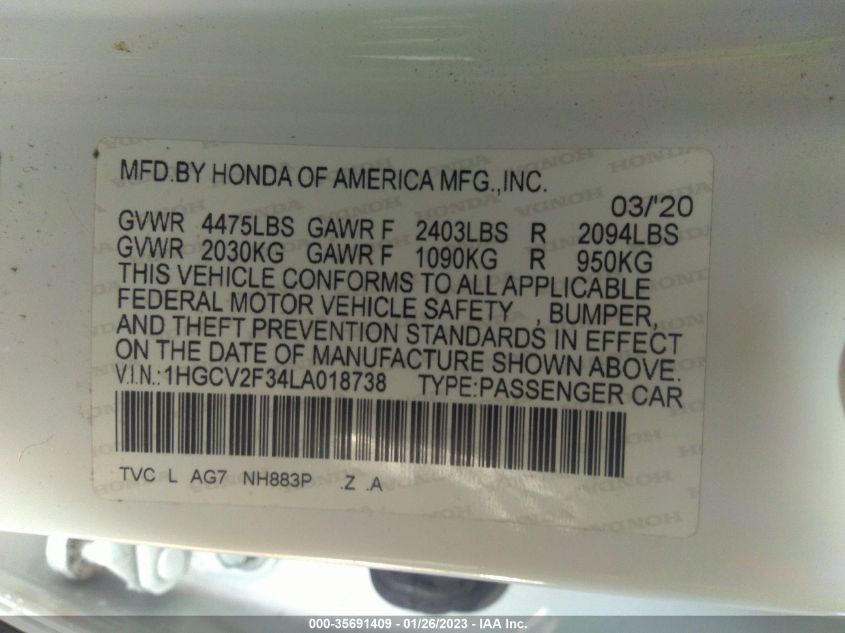 MFD.BY HONDA OF AMERICA MFG.,INC.
03/'20
GVWR 4475LBS GAWR F 2403LBS R 2094LBS
GVWR 2030KG GAWR F 1090KG R 950KG
THIS VEHICLE CONFORMS TO ALL APPLICABLE
FEDERAL MOTOR VEHICLE SAFETY , BUMPER,
AND THEFT PREVENTION STANDARDS IN EFFECT
ON THE DATE OF MANUFACTURE SHOWN ABOVE.
V.I.N.:1HGCV2F34LA018738 TYPE:PASSENGER CAR
TVC L AG7 NH883P .Z .A
000-35691409 - 01/26/2023 - IAA Inc.